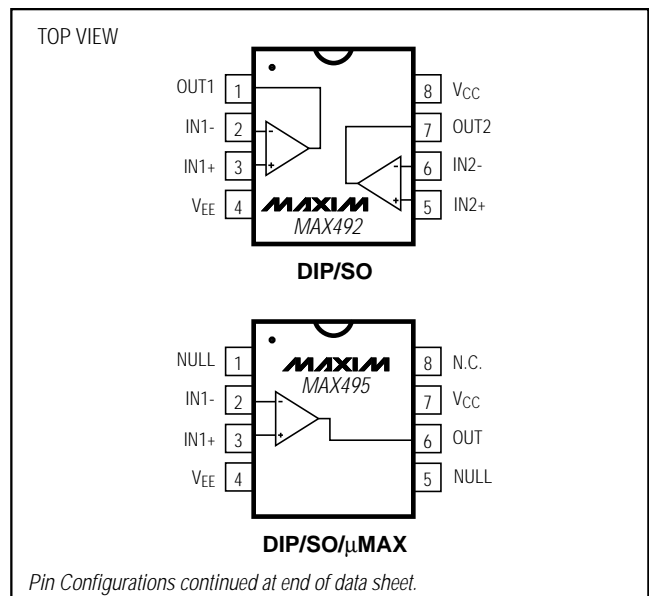 TOP VIEW
OUT1 1
8 VCC
IN1- 2
7 OUT2
IN1+ 3
6 IN2-
VEE 4
5 IN2+
- +
- +
MAXIM
MAX492
DIP/SO
NULL 1
8 N.C.
IN1- 2
7 VCC
IN1+ 3
6 OUT
VEE 4
5 NULL
- +
MAXIM
MAX495
DIP/SO/µMAX
Pin Configurations continued at end of data sheet.